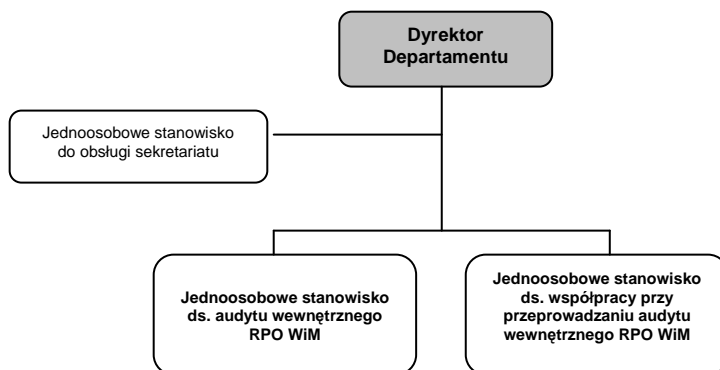 Dyrektor
Departamentu
Jednoosobowe stanowisko
do obsługi sekretariatu
Jednoosobowe stanowisko
ds. audytu wewnętrznego
RPO WiM
Jednoosobowe stanowisko
ds. współpracy przy
przeprowadzaniu audytu
wewnętrznego RPO WiM